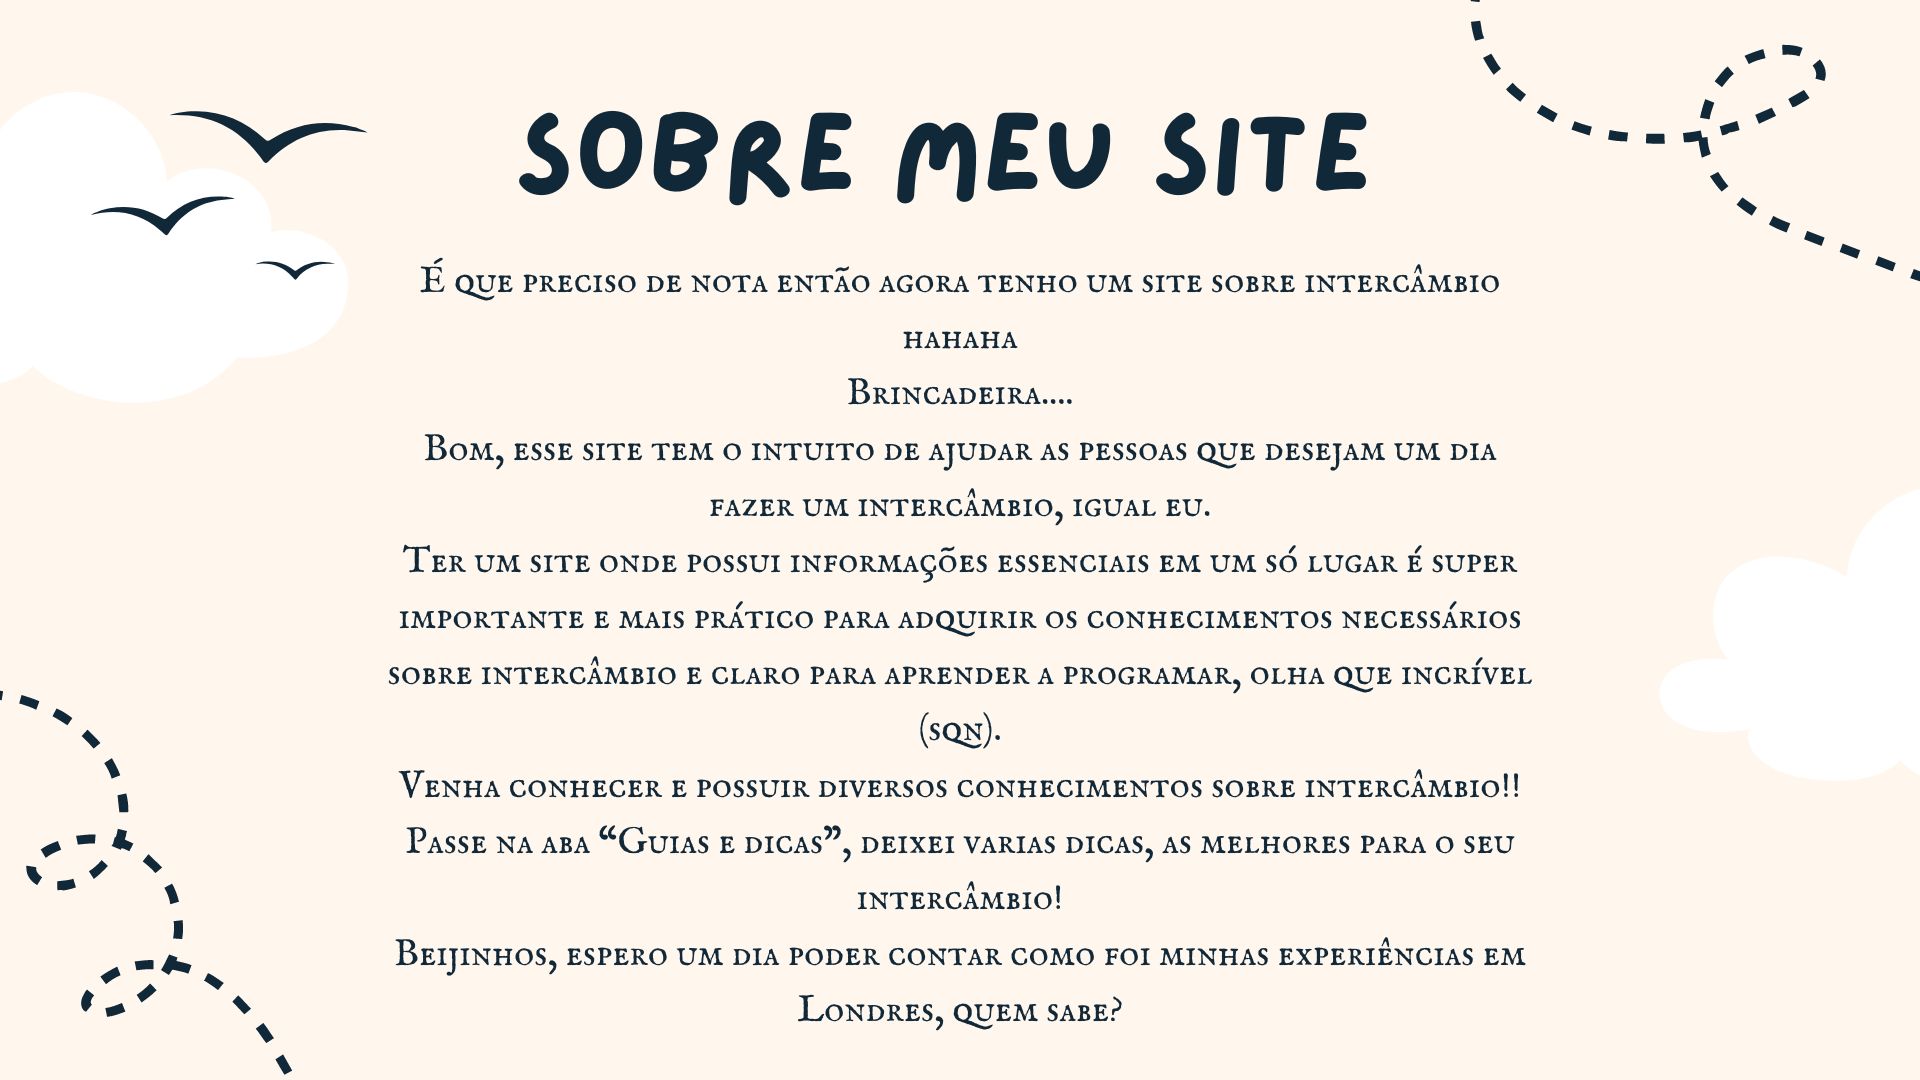 SOBRE MEU SITE
É que preciso de nota então agora tenho um site sobre intercâmbio
hahaha
Brincadeira....
Bom, esse site tem o intuito de ajudar as pessoas que desejam um dia
fazer um intercâmbio, igual eu.
Ter um site onde possui informações essenciais em um só lugar é super
importante e mais prático para adquirir os conhecimentos necessários
sobre intercâmbio e claro para aprender a programar, olha que incrível
(sqn).
Venha conhecer e possuir diversos conhecimentos sobre intercâmbio!!
Passe na aba “Guias e dicas”, deixei varias dicas, as melhores para o seu
intercâmbio!
Beijinhos, espero um dia poder contar como foi minhas experiências em
Londres, quem sabe?